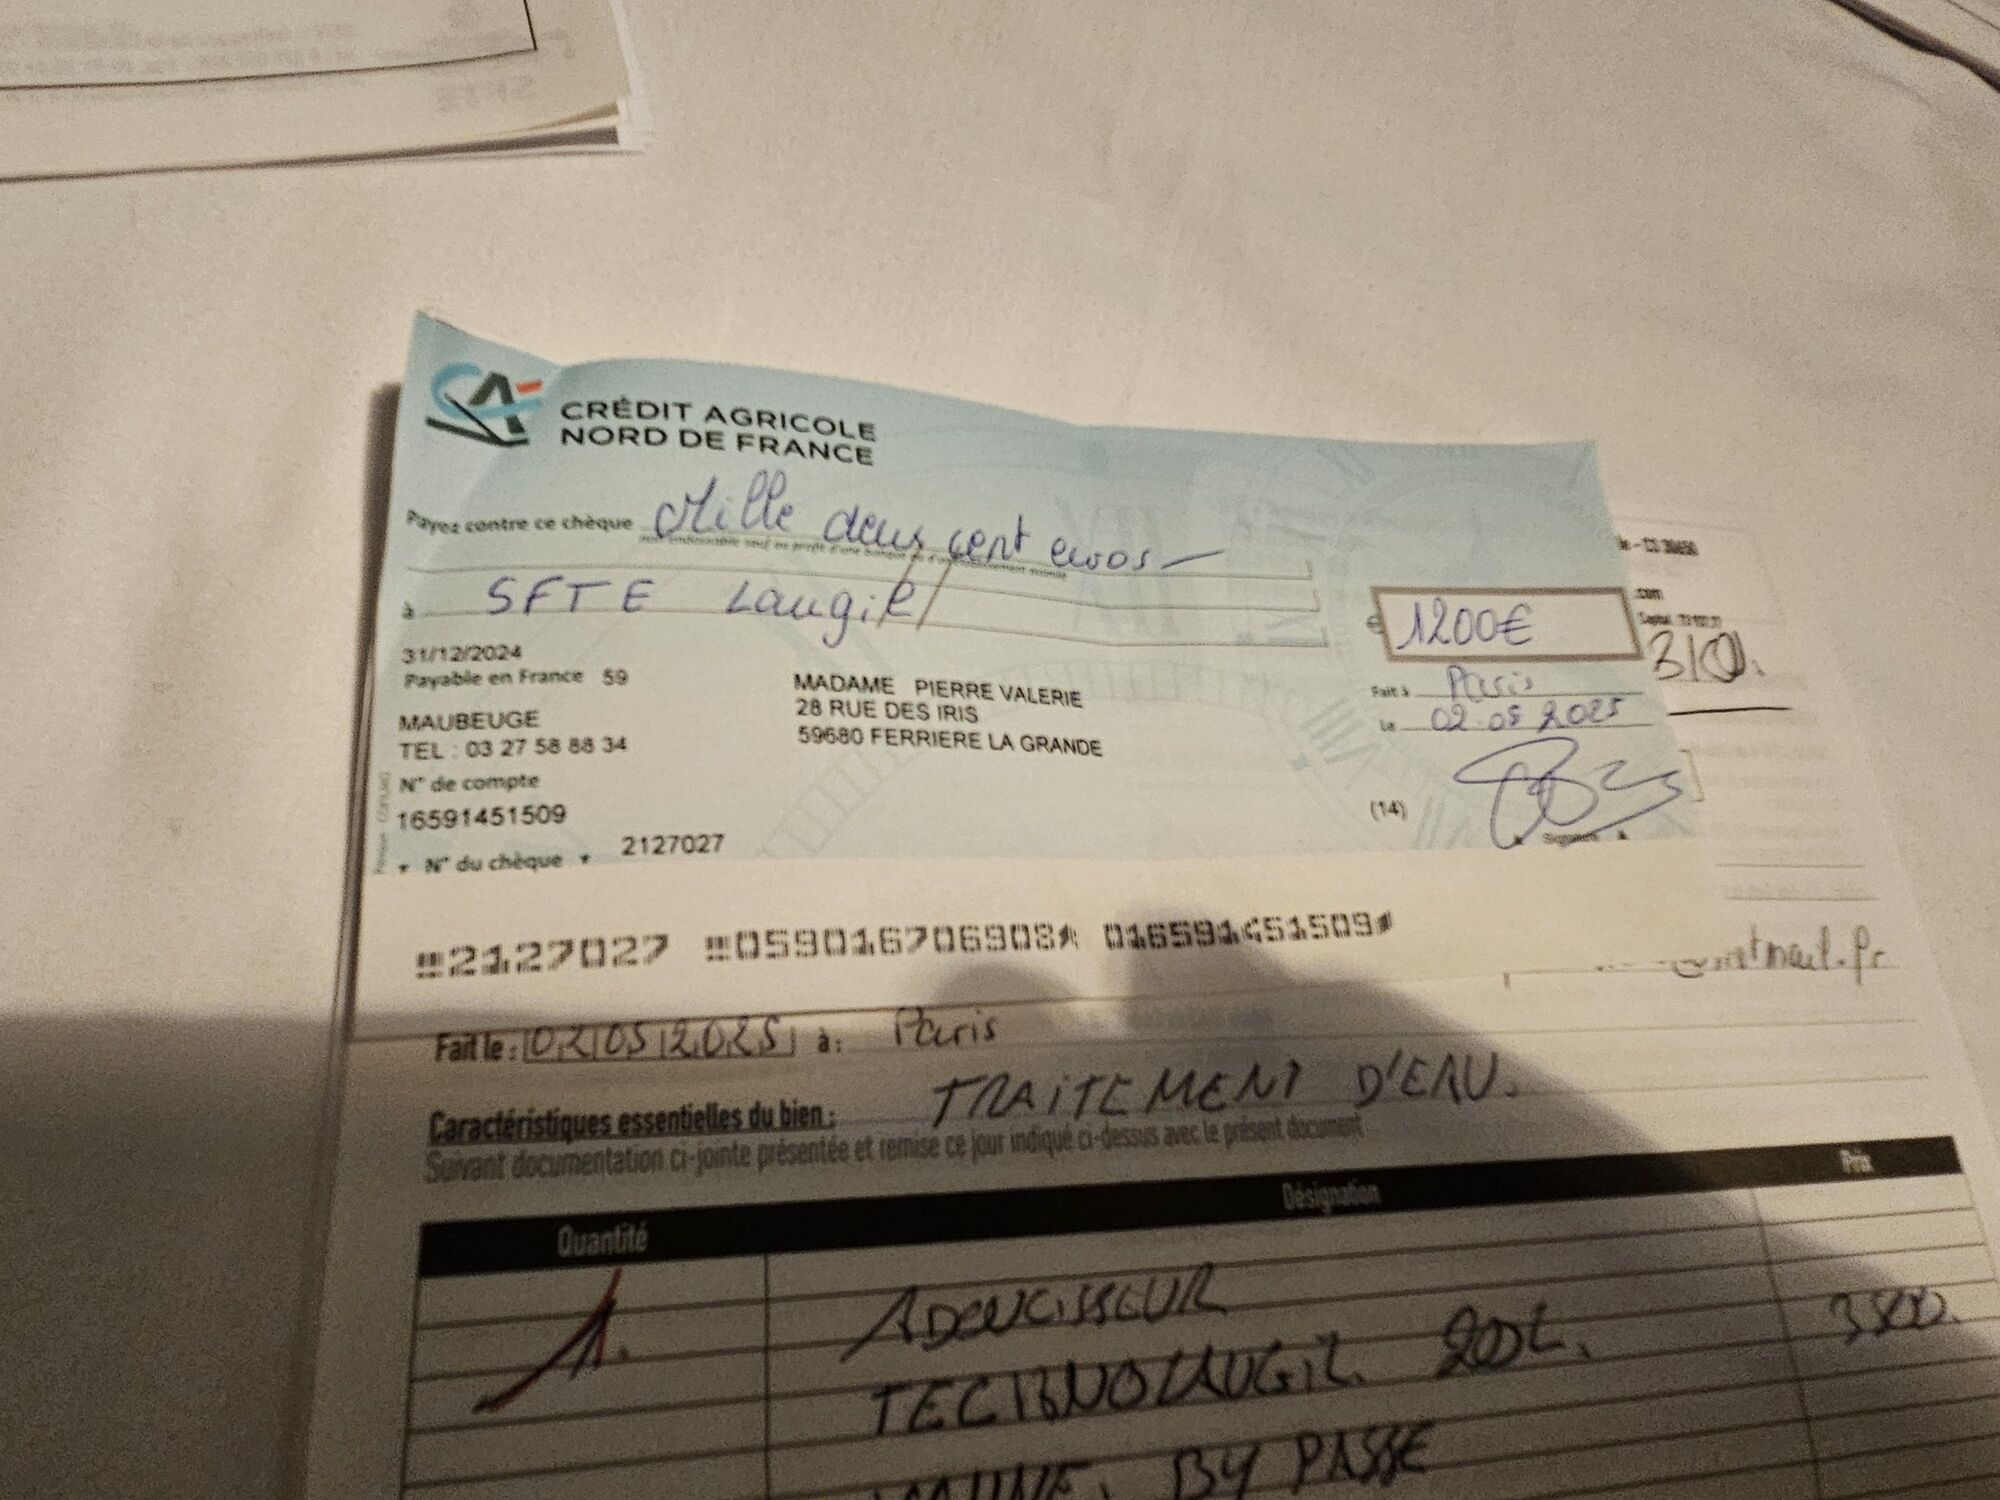 CRÉDIT AGRICOLE
NORD DE FRANCE
Payez contre ce chèque Mille deux cent euros
à SFTE Laugil
1200€
31/12/2024
Payable en France 59
Fait à Paris
Le 02.05.2025
MAUBEUGE
TEL : 03 27 58 88 34
MADAME PIERRE VALERIE
28 RUE DES IRIS
59680 FERRIERE LA GRANDE
N° de compte
16591451509
(14)
N° du chèque 2127027
Signature
2127027 059016706908 016591451509
.com
Fait le : 02 05 2025 à : Paris
Caractéristiques essentielles du bien : TRAITEMENT D'EAU.
Suivant documentation ci-jointe présentée et remise ce jour indiqué ci-dessus avec le présent document
Quantité Désignation Prix
1. ADOUCISSEUR
BY PASSE